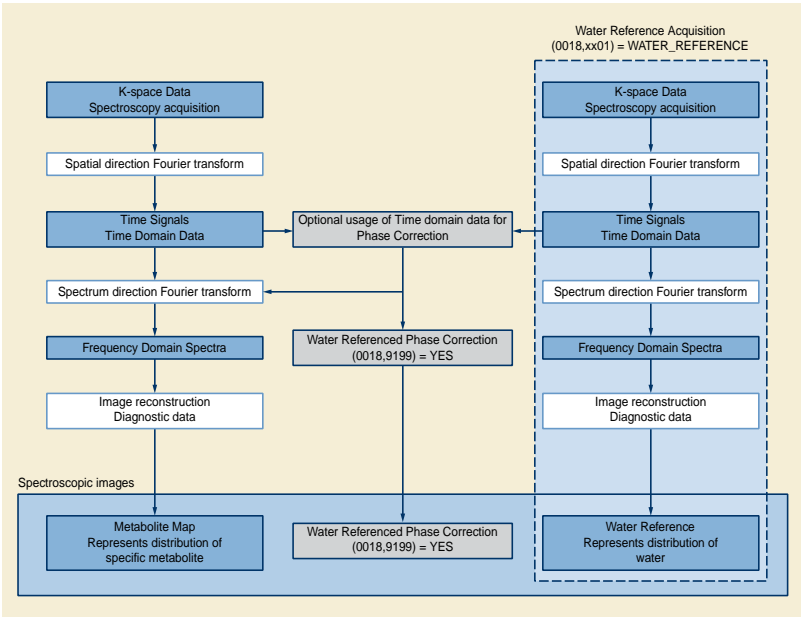 Water Reference Acquisition
(0018,xx01) = WATER_REFERENCE
K-space Data
Spectroscopy acquisition
K-space Data
Spectroscopy acquisition
Spatial direction Fourier transform
Spatial direction Fourier transform
Time Signals
Time Domain Data
Optional usage of Time domain data for
Phase Correction
Time Signals
Time Domain Data
Spectrum direction Fourier transform
Spectrum direction Fourier transform
Frequency Domain Spectra
Water Referenced Phase Correction
(0018,9199) = YES
Frequency Domain Spectra
Image reconstruction
Diagnostic data
Image reconstruction
Diagnostic data
Spectroscopic images
Metabolite Map
Represents distribution of
specific metabolite
Water Referenced Phase Correction
(0018,9199) = YES
Water Reference
Represents distribution of
water